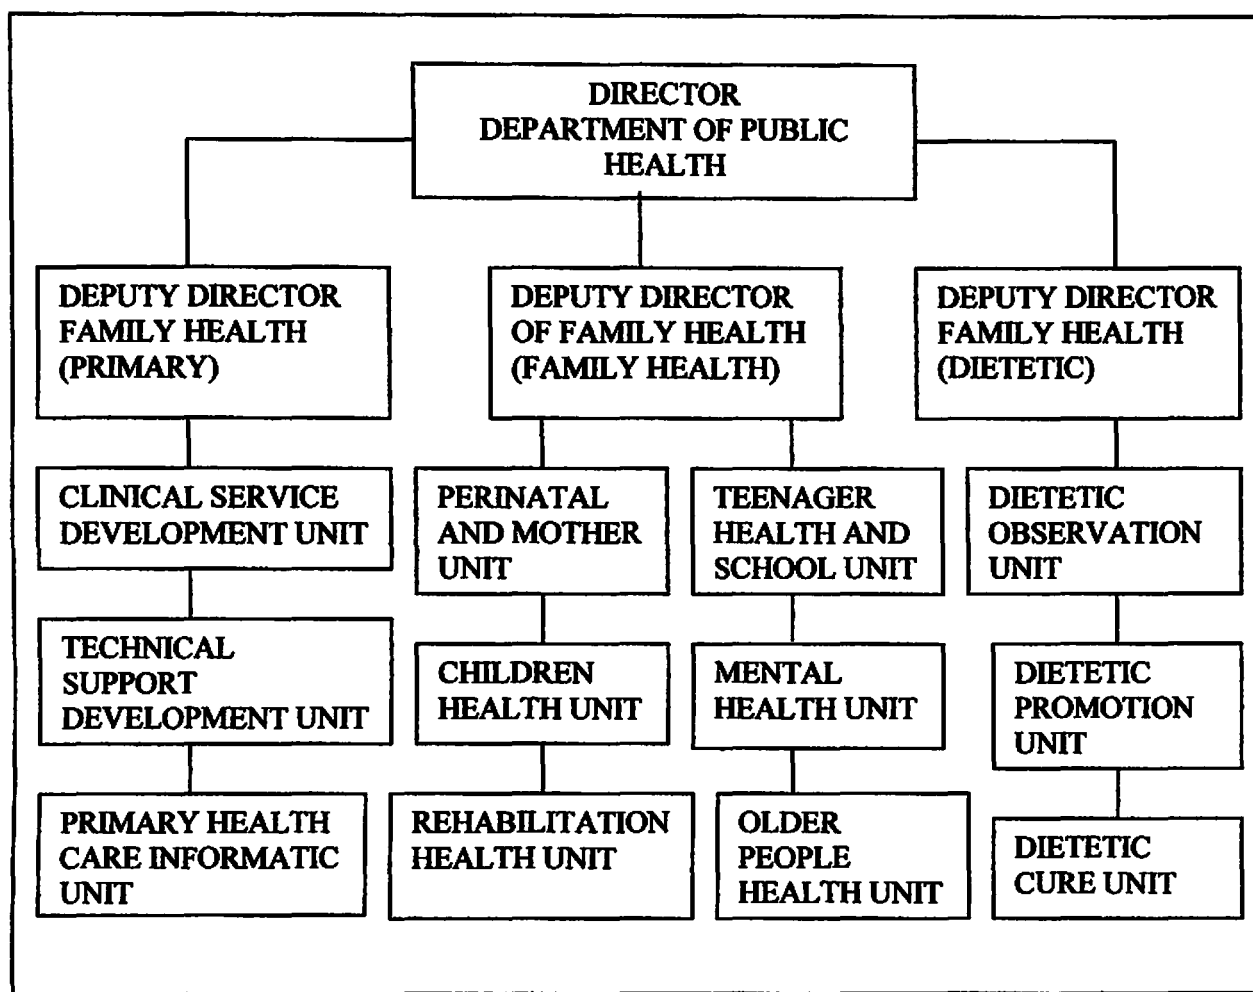 DIRECTOR
DEPARTMENT OF PUBLIC
HEALTH
DEPUTY DIRECTOR
FAMILY HEALTH
(PRIMARY)
DEPUTY DIRECTOR
OF FAMILY HEALTH
(FAMILY HEALTH)
DEPUTY DIRECTOR
FAMILY HEALTH
(DIETETIC)
CLINICAL SERVICE
DEVELOPMENT UNIT
PERINATAL
AND MOTHER
UNIT
TEENAGER
HEALTH AND
SCHOOL UNIT
DIETETIC
OBSERVATION
UNIT
TECHNICAL
SUPPORT
DEVELOPMENT UNIT
CHILDREN
HEALTH UNIT
MENTAL
HEALTH UNIT
DIETETIC
PROMOTION
UNIT
PRIMARY HEALTH
CARE INFORMATIC
UNIT
REHABILITATION
HEALTH UNIT
OLDER
PEOPLE
HEALTH UNIT
DIETETIC
CURE UNIT